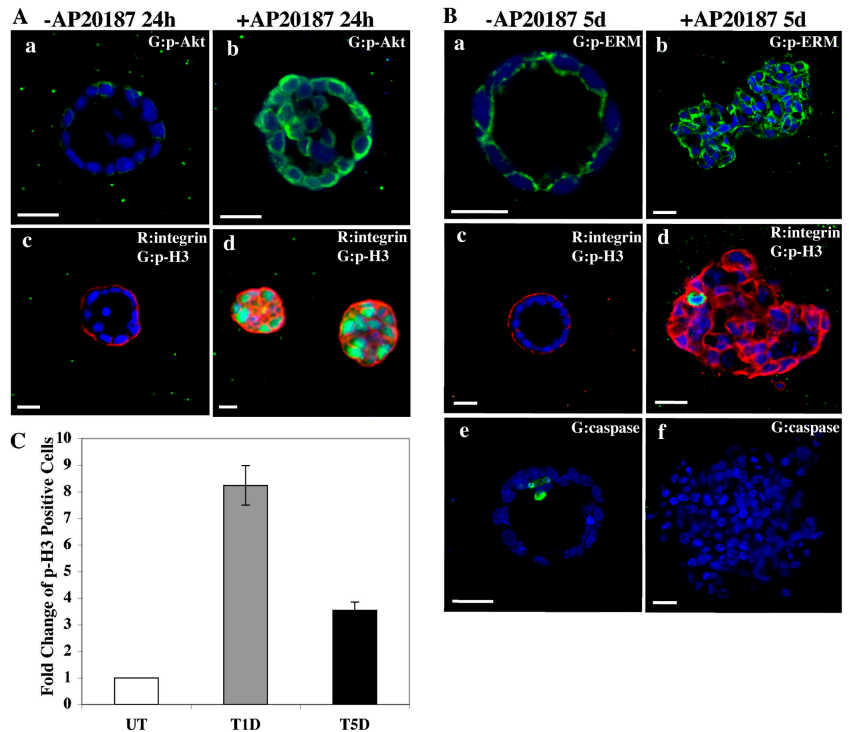 A
-AP20187 24h
+AP20187 24h
a
G:p-Akt
b
G:p-Akt
c
R:integrin
G:p-H3
d
R:integrin
G:p-H3
B
-AP20187 5d
+AP20187 5d
a
G:p-ERM
b
G:p-ERM
c
R:integrin
G:p-H3
d
R:integrin
G:p-H3
e
G:caspase
f
G:caspase
C
Fold Change of p-H3 Positive Cells
10
9
8
7
6
5
4
3
2
1
0
UT
T1D
T5D